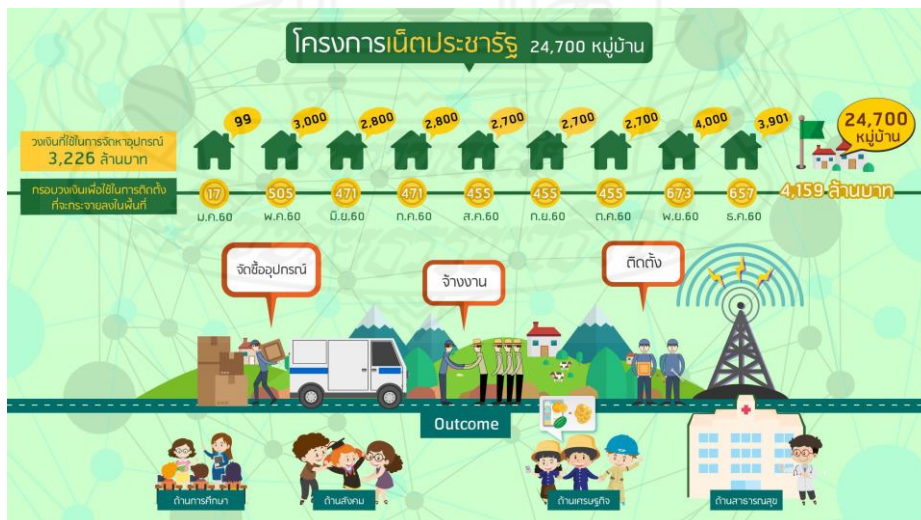 โครงการเน็ตประชารัฐ 24,700 หมู่บ้าน
วงเงินที่ใช้ในการจัดหาอุปกรณ์
3,226 ล้านบาท
99
3,000
2,800
2,800
2,700
2,700
2,700
4,000
3,901
24,700
หมู่บ้าน
กรอบวงเงินเพื่อใช้ในการติดตั้ง
ที่จะกระจายลงในพื้นที่
17
505
471
471
455
455
455
673
657
4,159 ล้านบาท
ม.ค.60
พ.ค.60
มิ.ย.60
ก.ค.60
ส.ค.60
ก.ย.60
ต.ค.60
พ.ย.60
ธ.ค.60
จัดซื้ออุปกรณ์
จ้างงาน
ติดตั้ง
Outcome
ด้านการศึกษา
ด้านสังคม
ด้านเศรษฐกิจ
ด้านสาธารณสุข